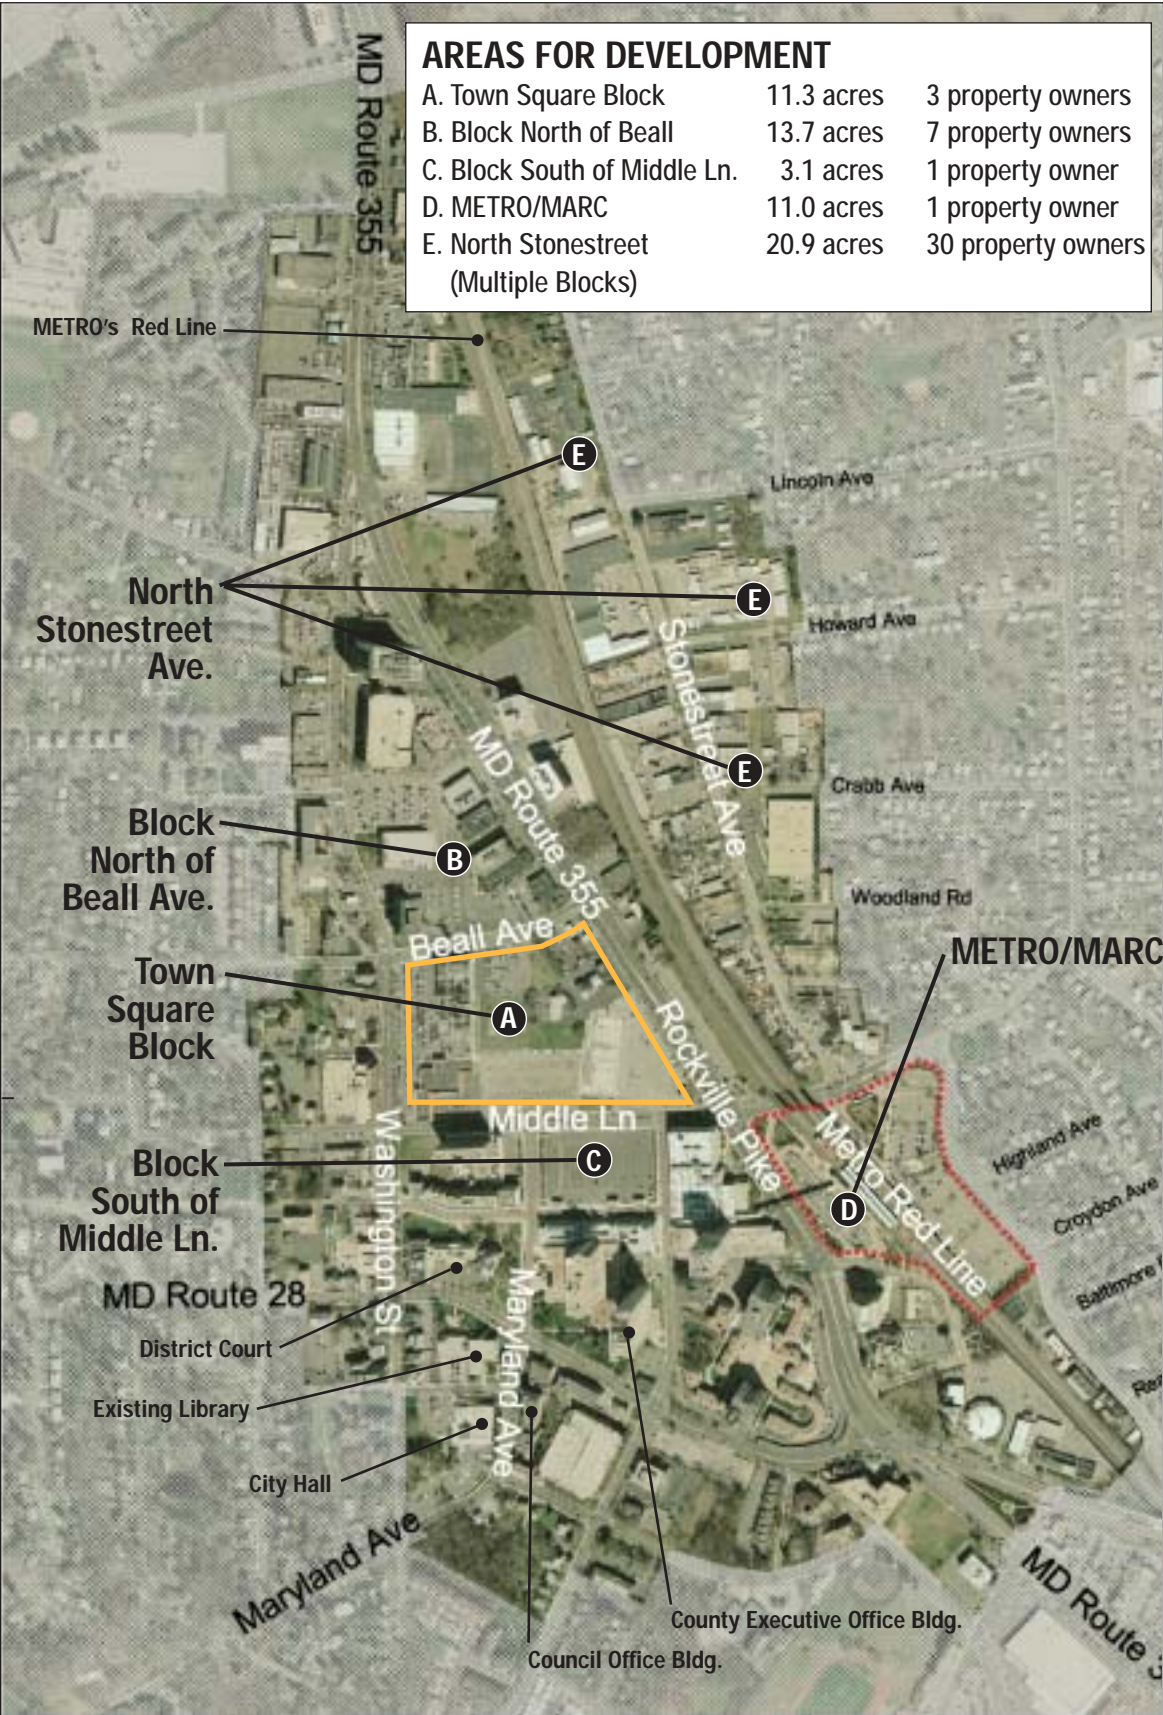 AREAS FOR DEVELOPMENT
A. Town Square Block 11.3 acres 3 property owners
B. Block North of Beall 13.7 acres 7 property owners
C. Block South of Middle Ln. 3.1 acres 1 property owner
D. METRO/MARC 11.0 acres 1 property owner
E. North Stonestreet 20.9 acres 30 property owners
(Multiple Blocks)
MD Route 355
METRO's Red Line
E
Lincoln Ave
North
Stonestreet
Ave.
E
Howard Ave
Stonestreet Ave
E
MD Route 355
Crabb Ave
Block
North of
Beall Ave.
B
Woodland Rd
Beall Ave
METRO/MARC
Town
Square
Block
A
Rockville Pike
Middle Ln
Washington St
Block
South of
Middle Ln.
C
Metro Red Line
D
Highland Ave
Croydon Ave
Baltimore
MD Route 28
Maryland Ave
District Court
Existing Library
City Hall
Maryland Ave
MD Route
County Executive Office Bldg.
Council Office Bldg.